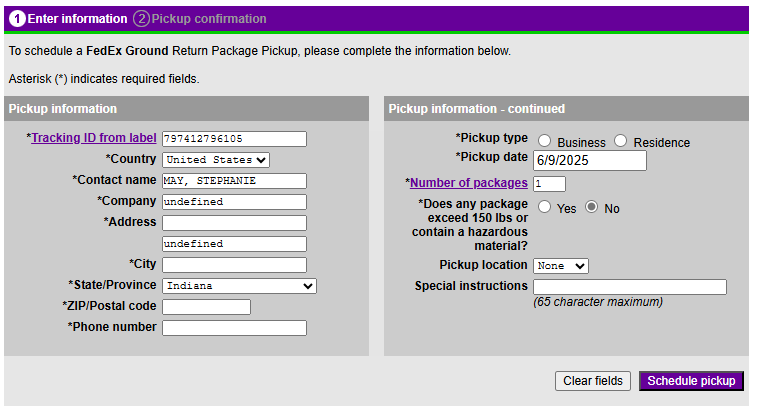 1 Enter information 2 Pickup confirmation
To schedule a FedEx Ground Return Package Pickup, please complete the information below.
Asterisk (*) indicates required fields.
Pickup information
*Tracking ID from label 797412796105
*Country United States
*Contact name MAY, STEPHANIE
*Company undefined
*Address
undefined
*City
*State/Province Indiana
*ZIP/Postal code
*Phone number
Pickup information - continued
*Pickup type Business Residence
*Pickup date 6/9/2025
*Number of packages 1
*Does any package
exceed 150 lbs or
contain a hazardous
material?
Yes No
Pickup location None
Special instructions
(65 character maximum)
Clear fields Schedule pickup